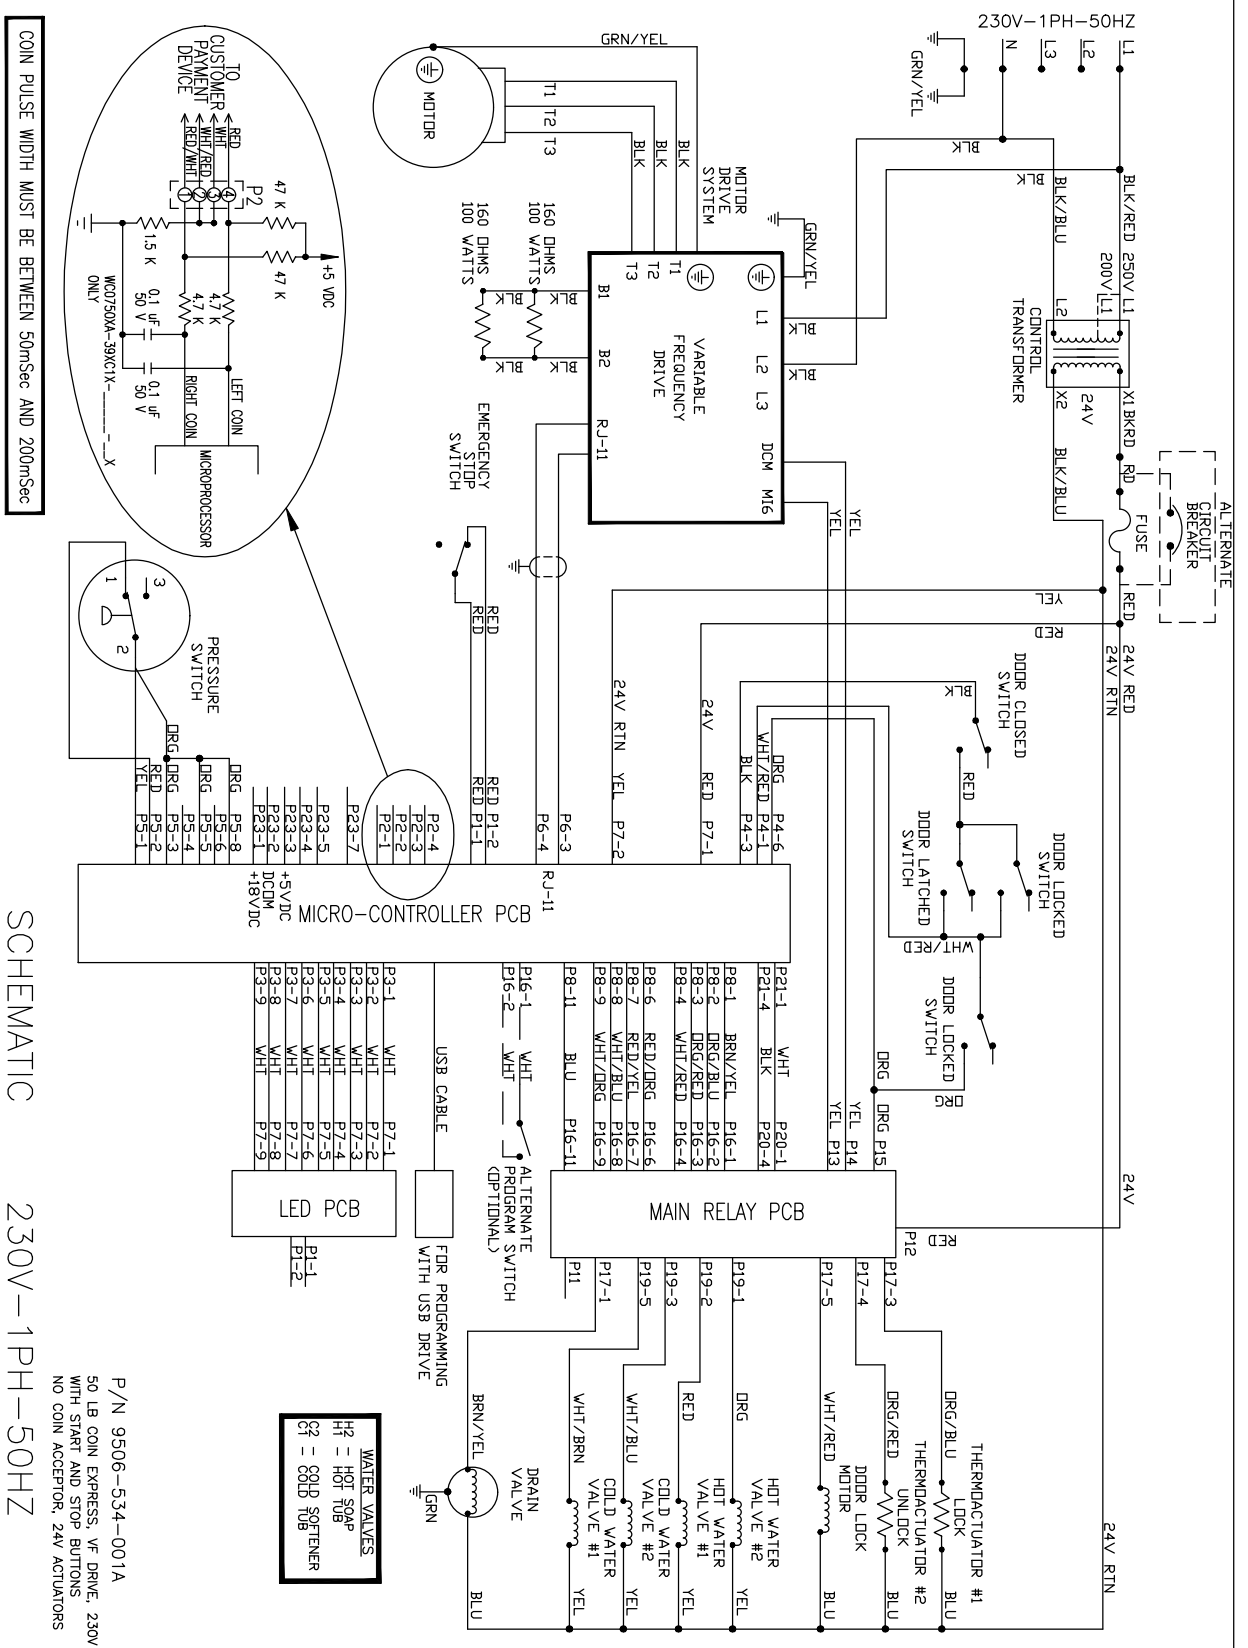 230V-1PH-50HZ
L1
L2
L3
N
GRN/YEL
BLK
BLK
BLK/RED
BLK/BLU
250V L1
200V L1
L2
CONTROL
TRANSFORMER
24V
X1
X2
BKRD
BLK/BLU
RD
FUSE
ALTERNATE
CIRCUIT
BREAKER
RED
24V RED
24V RTN
YEL
RED
24V
24V RTN
GRN/YEL
MOTOR
T1
T2
T3
BLK
BLK
BLK
MOTOR
DRIVE
SYSTEM
GRN/YEL
T1
T2
T3
L1
L2
L3
DCM
MI6
BLK
BLK
YEL
YEL
VARIABLE
FREQUENCY
DRIVE
B1
B2
RJ-11
BLK
BLK
BLK
BLK
160 OHMS
100 WATTS
160 OHMS
100 WATTS
EMERGENCY
STOP
SWITCH
RED
RED
RED P1-2
RED P1-1
24V RTN YEL P7-2
24V RED P7-1
P6-3
P6-4
RJ-11
DOOR CLOSED
SWITCH
BLK
RED
DOOR LATCHED
SWITCH
DOOR LOCKED
SWITCH
DOOR LOCKED
SWITCH
WHT/RED
ORG
ORG P4-6
WHT/RED P4-1
BLK P4-3
ORG
ORG P15
YEL P14
YEL P13
TO
CUSTOMER
PAYMENT
DEVICE
RED
WHT
WHT/RED
RED/WHT
P2
4
3
2
1
47 K
47 K
+5 VDC
1.5 K
4.7 K
4.7 K
0.1 uF
50 V
0.1 uF
50 V
WC0750XA-39XC1X-_____-_X
ONLY
LEFT COIN
RIGHT COIN
MICROPROCESSOR
COIN PULSE WIDTH MUST BE BETWEEN 50mSec AND 200mSec
PRESSURE
SWITCH
1
2
3
ORG
ORG P5-8
P5-6
ORG P5-5
P5-4
ORG P5-3
RED P5-2
YEL P5-1
P2-4
P2-3
P2-2
P2-1
P23-7
P23-5
P23-4
P23-3
P23-2
P23-1
+5VDC
DCOM
+18VDC
MICRO-CONTROLLER PCB
P21-1 WHT P20-1
P21-4 BLK P20-4
P8-1 BRN/YEL P16-1
P8-2 ORG/BLU P16-2
P8-3 ORG/RED P16-3
P8-4 WHT/RED P16-4
P8-6 RED/ORG P16-6
P8-7 RED/YEL P16-7
P8-8 WHT/BLU P16-8
P8-9 WHT/ORG P16-9
P8-11 BLU P16-11
P16-1 WHT
P16-2 WHT
ALTERNATE
PROGRAM SWITCH
(OPTIONAL)
USB CABLE
FOR PROGRAMMING
WITH USB DRIVE
P3-1 WHT P7-1
P3-2 WHT P7-2
P3-3 WHT P7-3
P3-4 WHT P7-4
P3-5 WHT P7-5
P3-6 WHT P7-6
P3-7 WHT P7-7
P3-8 WHT P7-8
P3-9 WHT P7-9
LED PCB
P1-1
P1-2
MAIN RELAY PCB
P12
RED
P17-3
P17-4
P17-5
P19-1
P19-2
P19-3
P19-5
P17-1
P11
ORG/BLU
THERMOACTUATOR #1
LOCK
BLU
ORG/RED
THERMOACTUATOR #2
UNLOCK
BLU
WHT/RED
DOOR LOCK
MOTOR
BLU
ORG
HOT WATER
VALVE #2
YEL
RED
HOT WATER
VALVE #1
YEL
WHT/BLU
COLD WATER
VALVE #2
YEL
WHT/BRN
COLD WATER
VALVE #1
YEL
BRN/YEL
DRAIN
VALVE
GRN
BLU
WATER VALVES
H2 - HOT SOAP
H1 - HOT TUB
C2 - COLD SOFTENER
C1 - COLD TUB
P/N 9506-534-001A
50 LB COIN EXPRESS, VF DRIVE, 230V
WITH START AND STOP BUTTONS
NO COIN ACCEPTOR, 24V ACTUATORS
SCHEMATIC 230V-1PH-50HZ